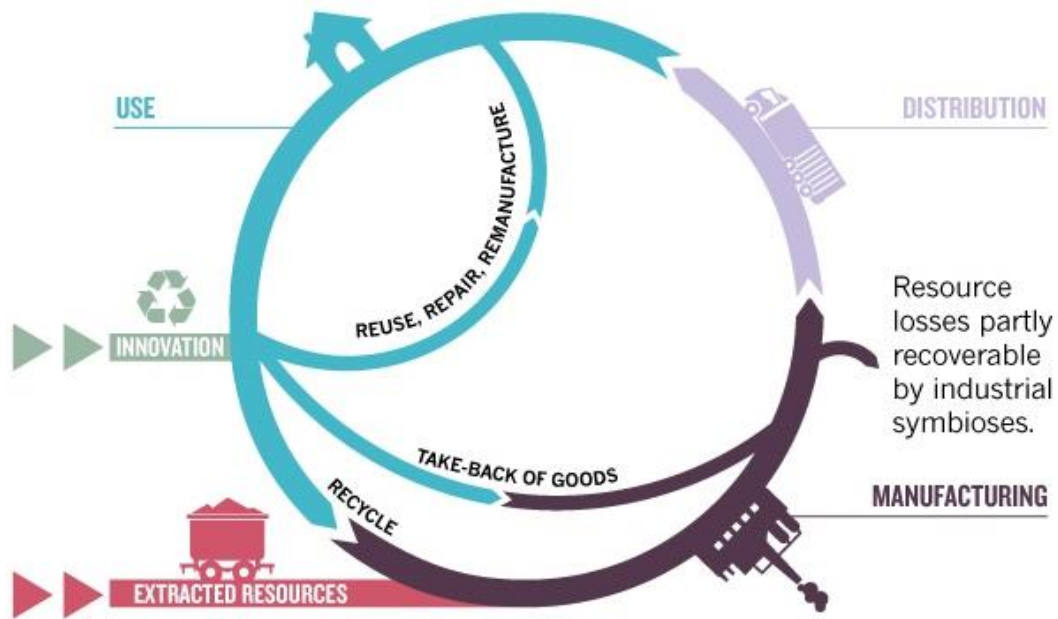 USE
DISTRIBUTION
REUSE, REPAIR, REMANUFACTURE
INNOVATION
Resource
losses partly
recoverable
by industrial
symbioses.
TAKE-BACK OF GOODS
RECYCLE
MANUFACTURING
EXTRACTED RESOURCES